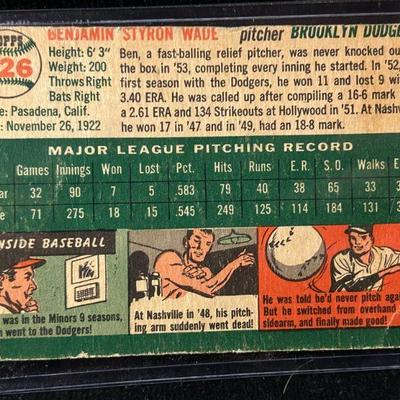 OPPS
26
BENJAMIN STYRON WADE pitcher BROOKLYN DODGE
Height: 6' 3"
Weight: 200
Throws Right
Bats Right
e: Pasadena, Calif.
November 26, 1922
Ben, a fast-balling relief pitcher, was never knocked ou
the box in '53, completing every inning he started. In '52,
first season with the Dodgers, he won 11 and lost 9 wit
3.40 ERA. He was called up after compiling a 16-6 mark
a 2.61 ERA and 134 Strikeouts at Hollywood in '51. At Nash
he won 17 in '47 and in '49, had an 18-8 mark.
MAJOR LEAGUE PITCHING RECORD
Games Innings Won Lost Pct. Hits Runs E.R. S.O. Walks E
ar 32 90 7 5 .583 79 40 38 65 33
e 71 275 18 15 .545 249 125 114 184 131
NSIDE BASEBALL
was in the Minors 9 seasons,
n went to the Dodgers!
At Nashville in '48, his pitch-
ing arm suddenly went dead!
He was told he'd never pitch again
But he switched from overhand
sidearm, and finally made good!